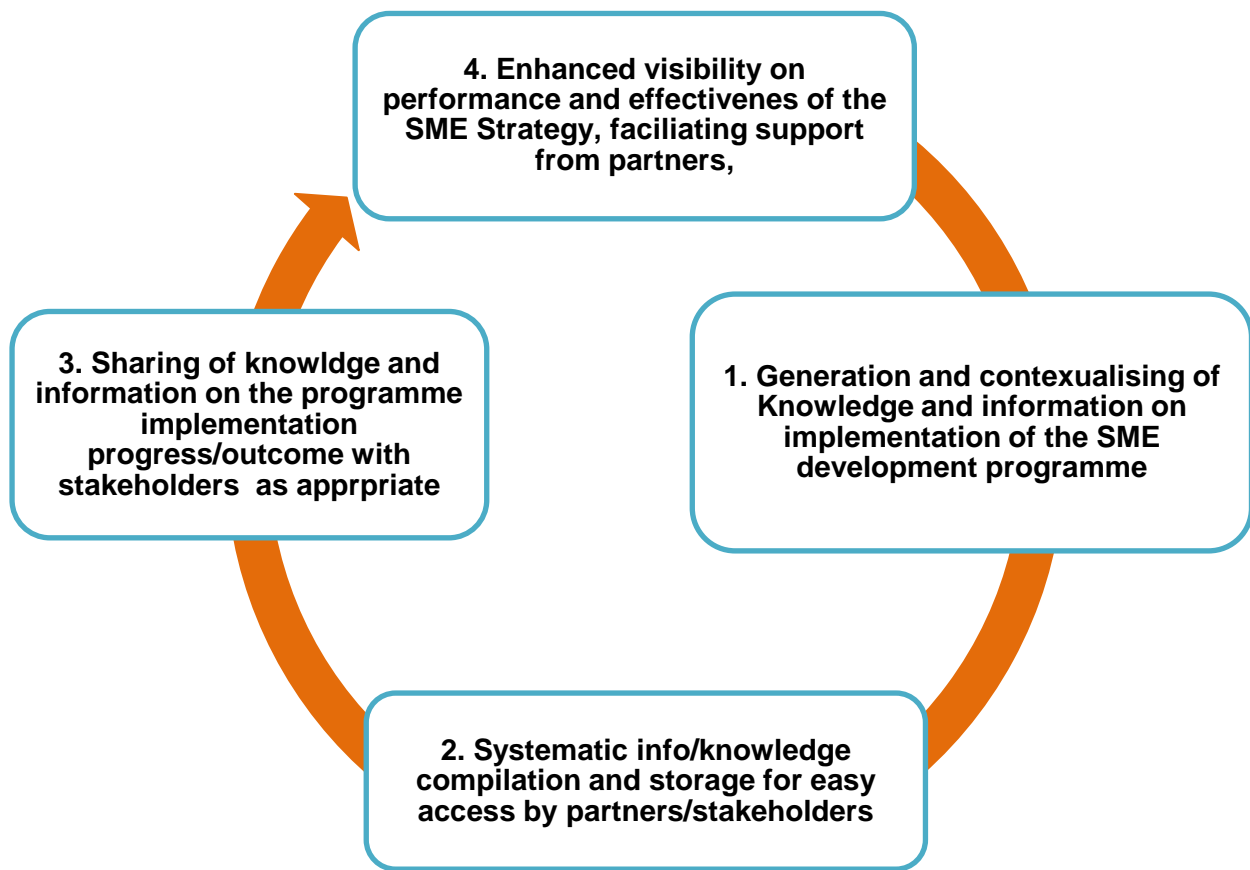 4. Enhanced visibility on
performance and effectivenes of the
SME Strategy, faciliating support
from partners,
1. Generation and contexualising of
Knowledge and information on
implementation of the SME
development programme
2. Systematic info/knowledge
compilation and storage for easy
access by partners/stakeholders
3. Sharing of knowldge and
information on the programme
implementation
progress/outcome with
stakeholders  as apprpriate